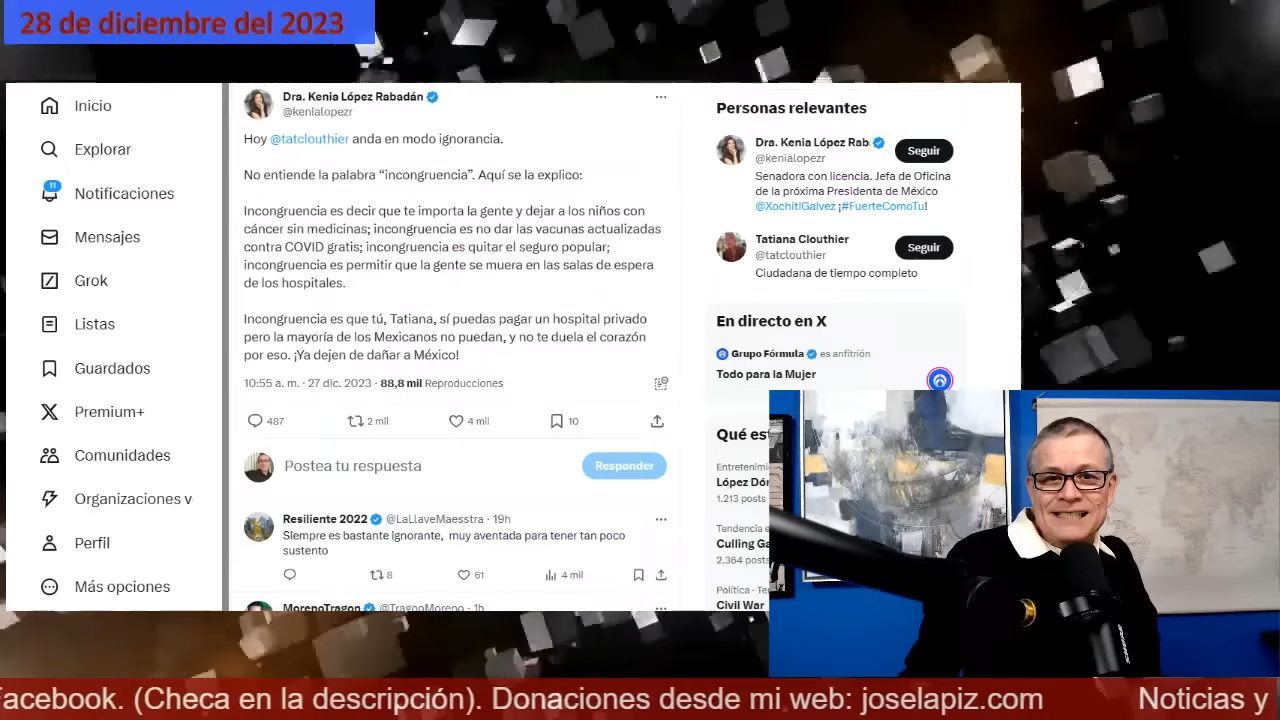 28 de diciembre del 2023
Inicio
Explorar
11
Notificaciones
Mensajes
Grok
Listas
Guardados
Premium+
Comunidades
Organizaciones v
Perfil
Más opciones
Dra. Kenia López Rabadán
@kenialopezr
Hoy @tatclouthier anda en modo ignorancia.
No entiende la palabra “incongruencia”. Aquí se la explico:
Incongruencia es decir que te importa la gente y dejar a los niños con
cáncer sin medicinas; incongruencia es no dar las vacunas actualizadas
contra COVID gratis; incongruencia es quitar el seguro popular;
incongruencia es permitir que la gente se muera en las salas de espera
de los hospitales.
Incongruencia es que tú, Tatiana, sí puedas pagar un hospital privado
pero la mayoría de los Mexicanos no puedan, y no te duela el corazón
por eso. ¡Ya dejen de dañar a México!
10:55 a. m. · 27 dic. 2023 · 88,8 mil Reproducciones
487 2 mil 4 mil 10
Postea tu respuesta
Responder
Resiliente 2022 @LaLlaveMaesstra · 19h
SIempre es bastante Ignorante, muy aventada para tener tan poco
sustento
8 61 4 mil
MorenoTragon @TragonMoreno · 1h
Personas relevantes
Dra. Kenia López Rab
@kenialopezr
Seguir
Senadora con licencia. Jefa de Oficina
de la próxima Presidenta de México
@XochitlGalvez ¡#FuerteComoTu!
Tatiana Clouthier
@tatclouthier
Seguir
Ciudadana de tiempo completo
En directo en X
Grupo Fórmula es anfitrión
Todo para la Mujer
Qué est
Entretenimi
López Dór
1.213 posts
Tendencia e
Culling Ga
2.364 posts
Política · Te
Civil War
Facebook. (Checa en la descripción). Donaciones desde mi web: joselapiz.com Noticias y